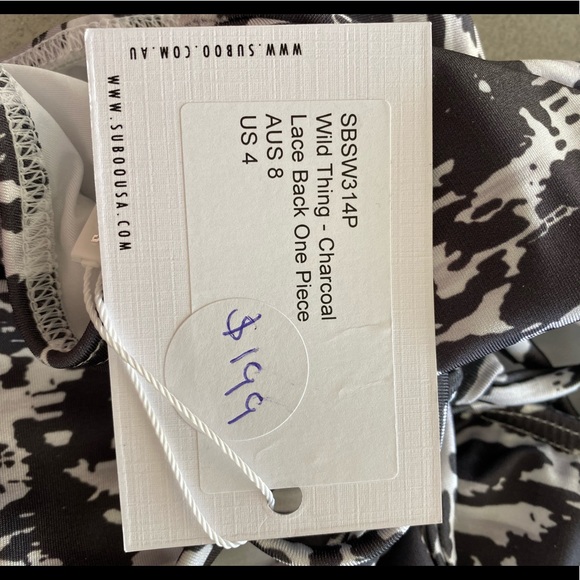 WWW.SUBOO.COM.AU
WWW.SUBOOUSA.COM
SBSW314P
Wild Thing - Charcoal
Lace Back One Piece
AUS 8
US 4
$199